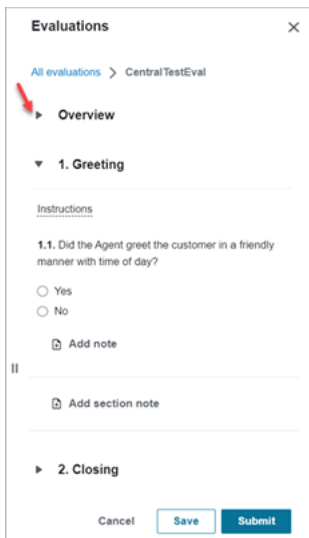 Evaluations
All evaluations > CentralTestEval
Overview
1. Greeting
Instructions
1.1. Did the Agent greet the customer in a friendly
manner with time of day?
Yes
No
Add note
Add section note
2. Closing
Cancel Save Submit